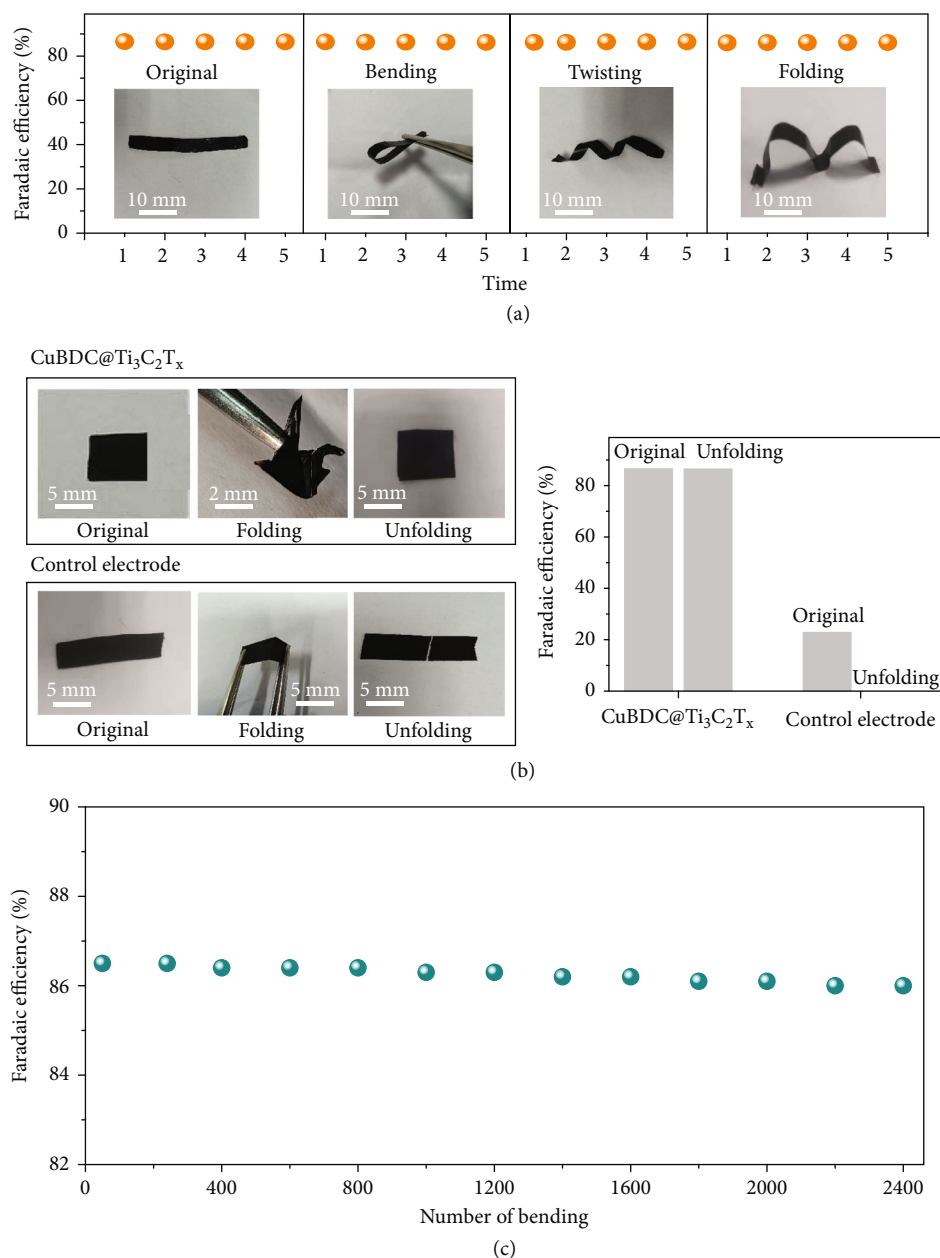 Faradaic efficiency (%)
80
60
40
20
0
Original
Bending
Twisting
Folding
10 mm
10 mm
10 mm
10 mm
1 2 3 4 5 1 2 3 4 5 1 2 3 4 5 1 2 3 4 5
Time
(a)
CuBDC@Ti₃C₂Tₓ
5 mm
2 mm
5 mm
Original
Folding
Unfolding
Control electrode
5 mm
5 mm
5 mm
Original
Folding
Unfolding
Faradaic efficiency (%)
80
60
40
20
0
Original
Unfolding
Original
Unfolding
CuBDC@Ti₃C₂Tₓ
Control electrode
(b)
Faradaic efficiency (%)
90
88
86
84
82
0 400 800 1200 1600 2000 2400
Number of bending
(c)